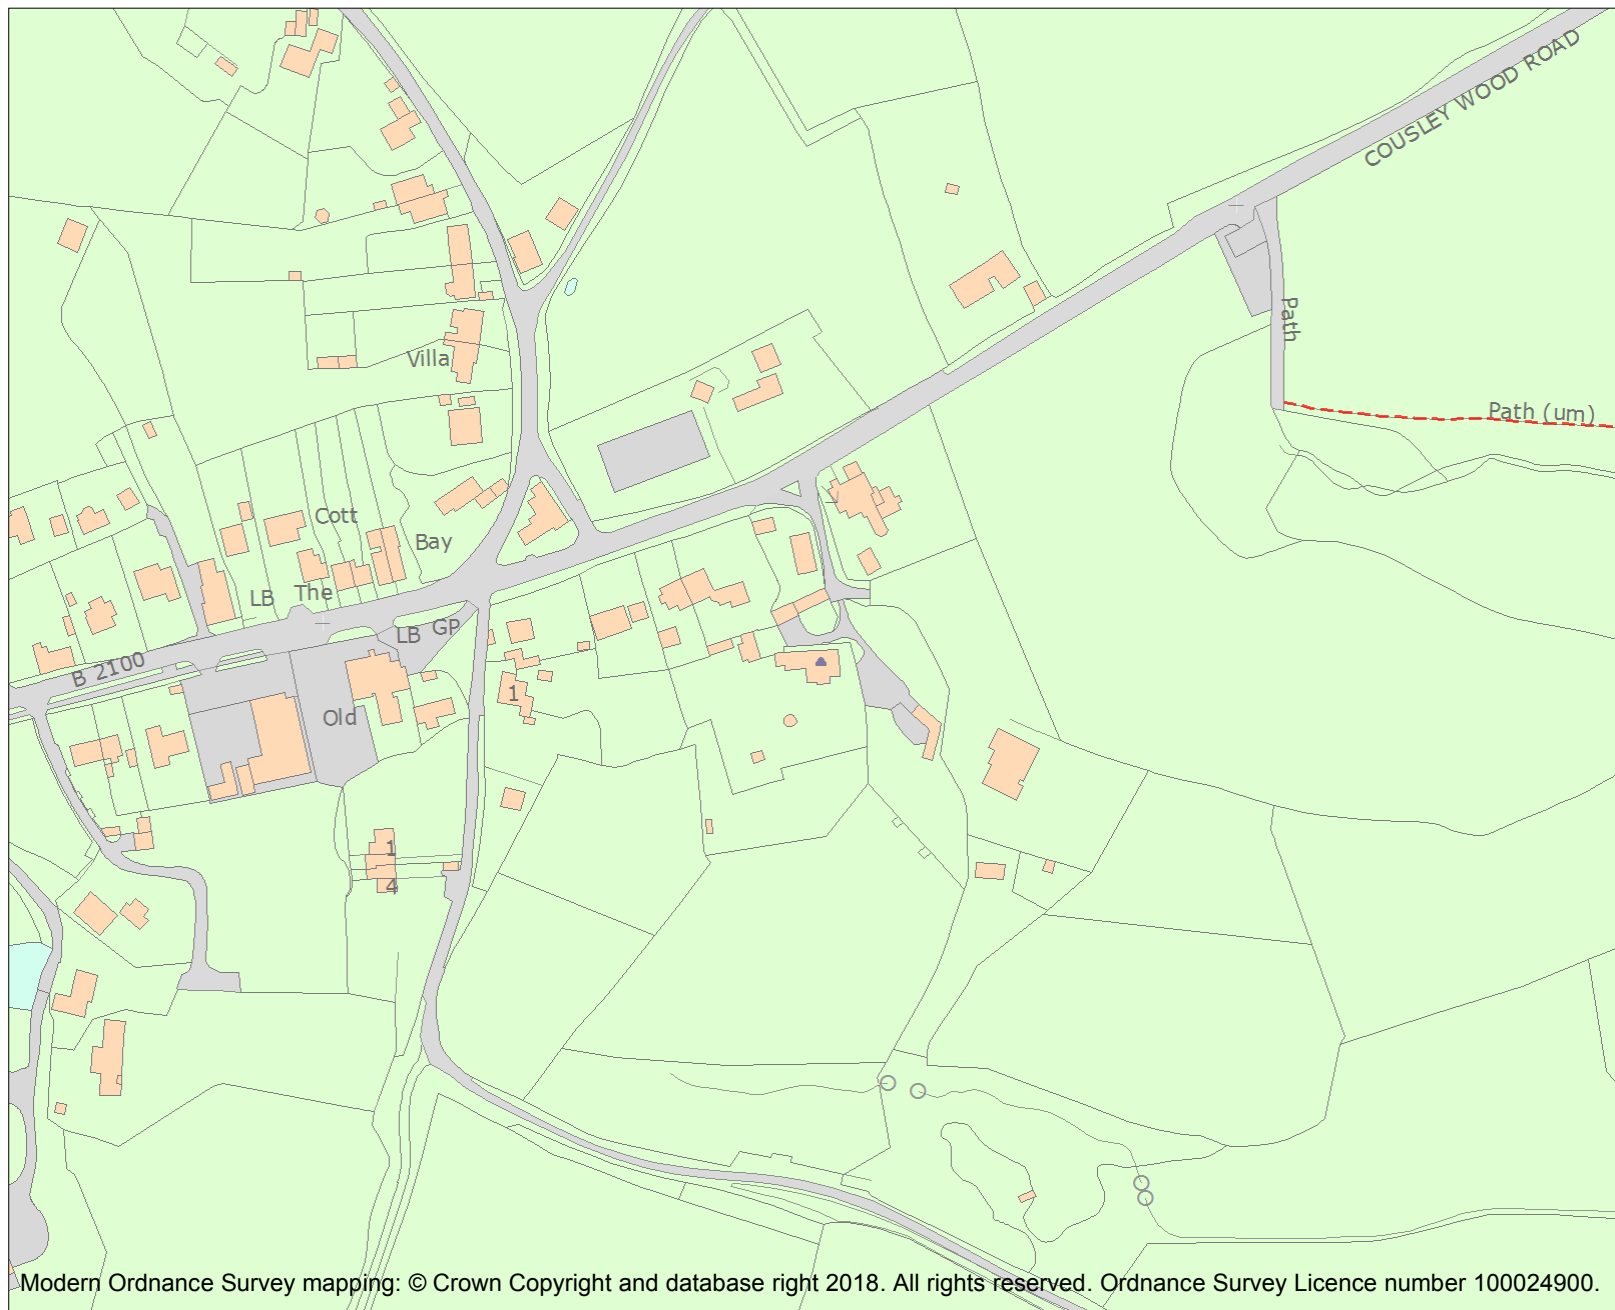 COUSLEY WOOD ROAD
Path
Villa
Path (um)
Cott
Bay
LB The
LB GP
B 2100
1
Old
1
4
Modern Ordnance Survey mapping: © Crown Copyright and database right 2018. All rights reserved. Ordnance Survey Licence number 100024900.